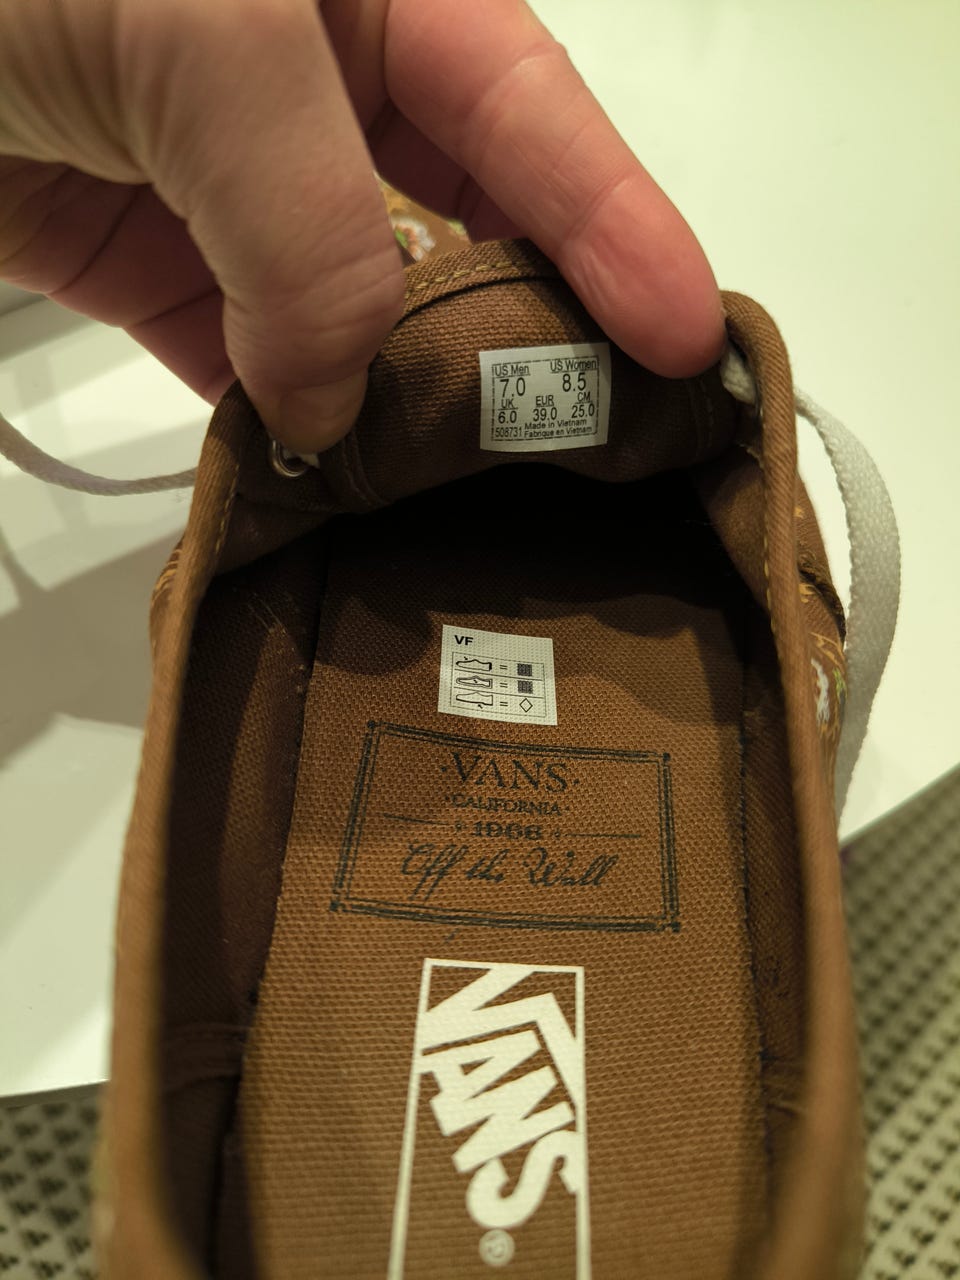 US Men US Women
7.0 8.5
UK EUR CM
6.0 39.0 25.0
508731 Made in Vietnam
Fabriqué en Vietnam
VF
= 
= 
= ◇
·VANS·
·CALIFORNIA·
1966
Off the Wall
VANS
®